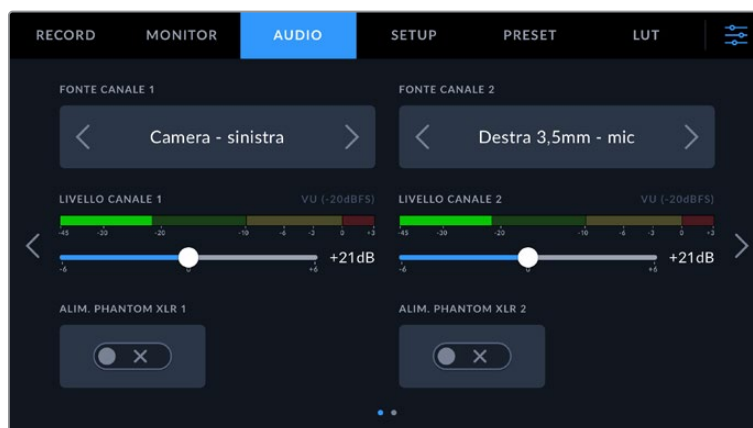 RECORD MONITOR AUDIO SETUP PRESET LUT
FONTE CANALE 1 FONTE CANALE 2
Camera - sinistra Destra 3,5mm - mic
LIVELLO CANALE 1 VU (-20dBFS) LIVELLO CANALE 2 VU (-20dBFS)
-45 -30 -20 -10 -6 -3 0 +3 -45 -30 -20 -10 -6 -3 0 +3
+21dB +21dB
-6 0 +6 -6 0 +6
ALIM. PHANTOM XLR 1 ALIM. PHANTOM XLR 2